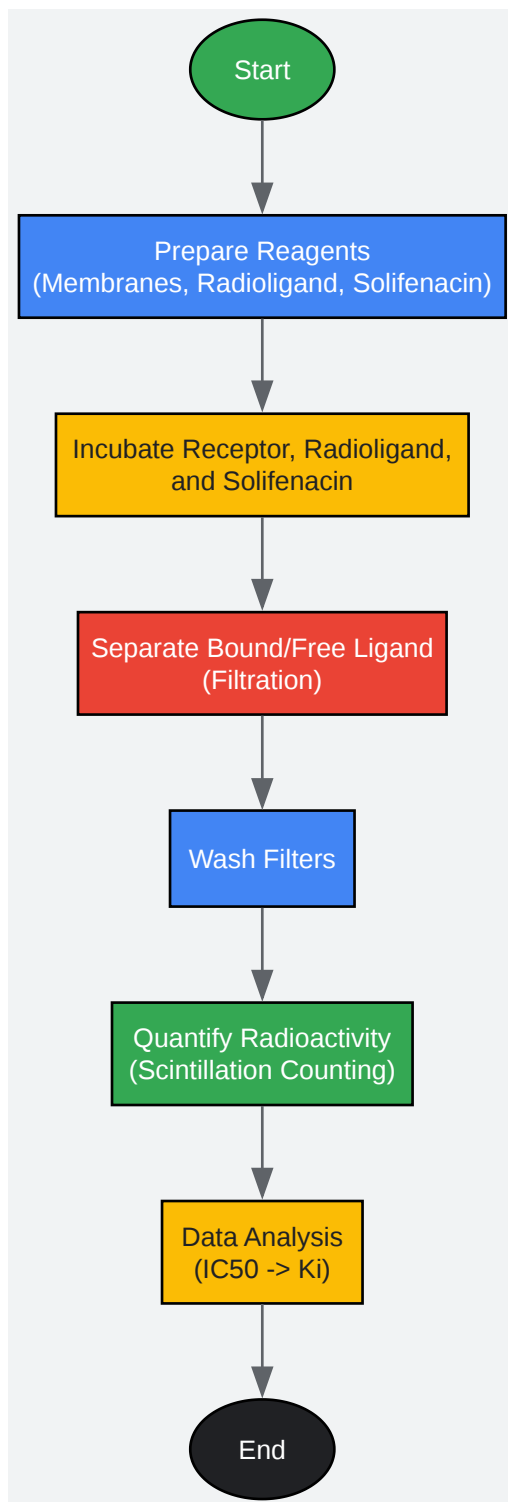 Start
Prepare Reagents
(Membranes, Radioligand, Solifenacin)
Incubate Receptor, Radioligand,
and Solifenacin
Separate Bound/Free Ligand
(Filtration)
Wash Filters
Quantify Radioactivity
(Scintillation Counting)
Data Analysis
(IC50 -> Ki)
End